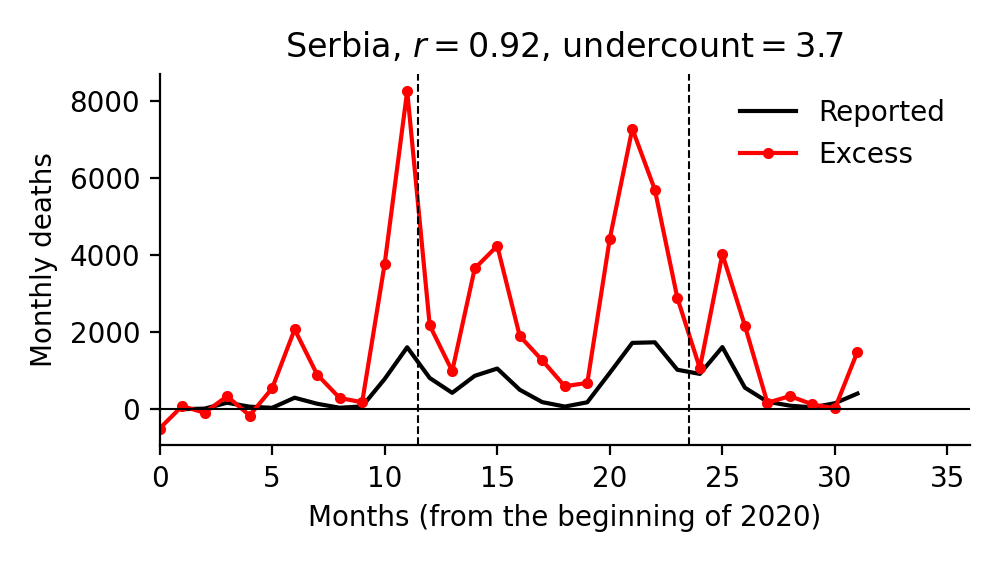 Serbia, r = 0.92, undercount = 3.7
Reported
Excess
Monthly deaths
8000
6000
4000
2000
0
0 5 10 15 20 25 30 35
Months (from the beginning of 2020)